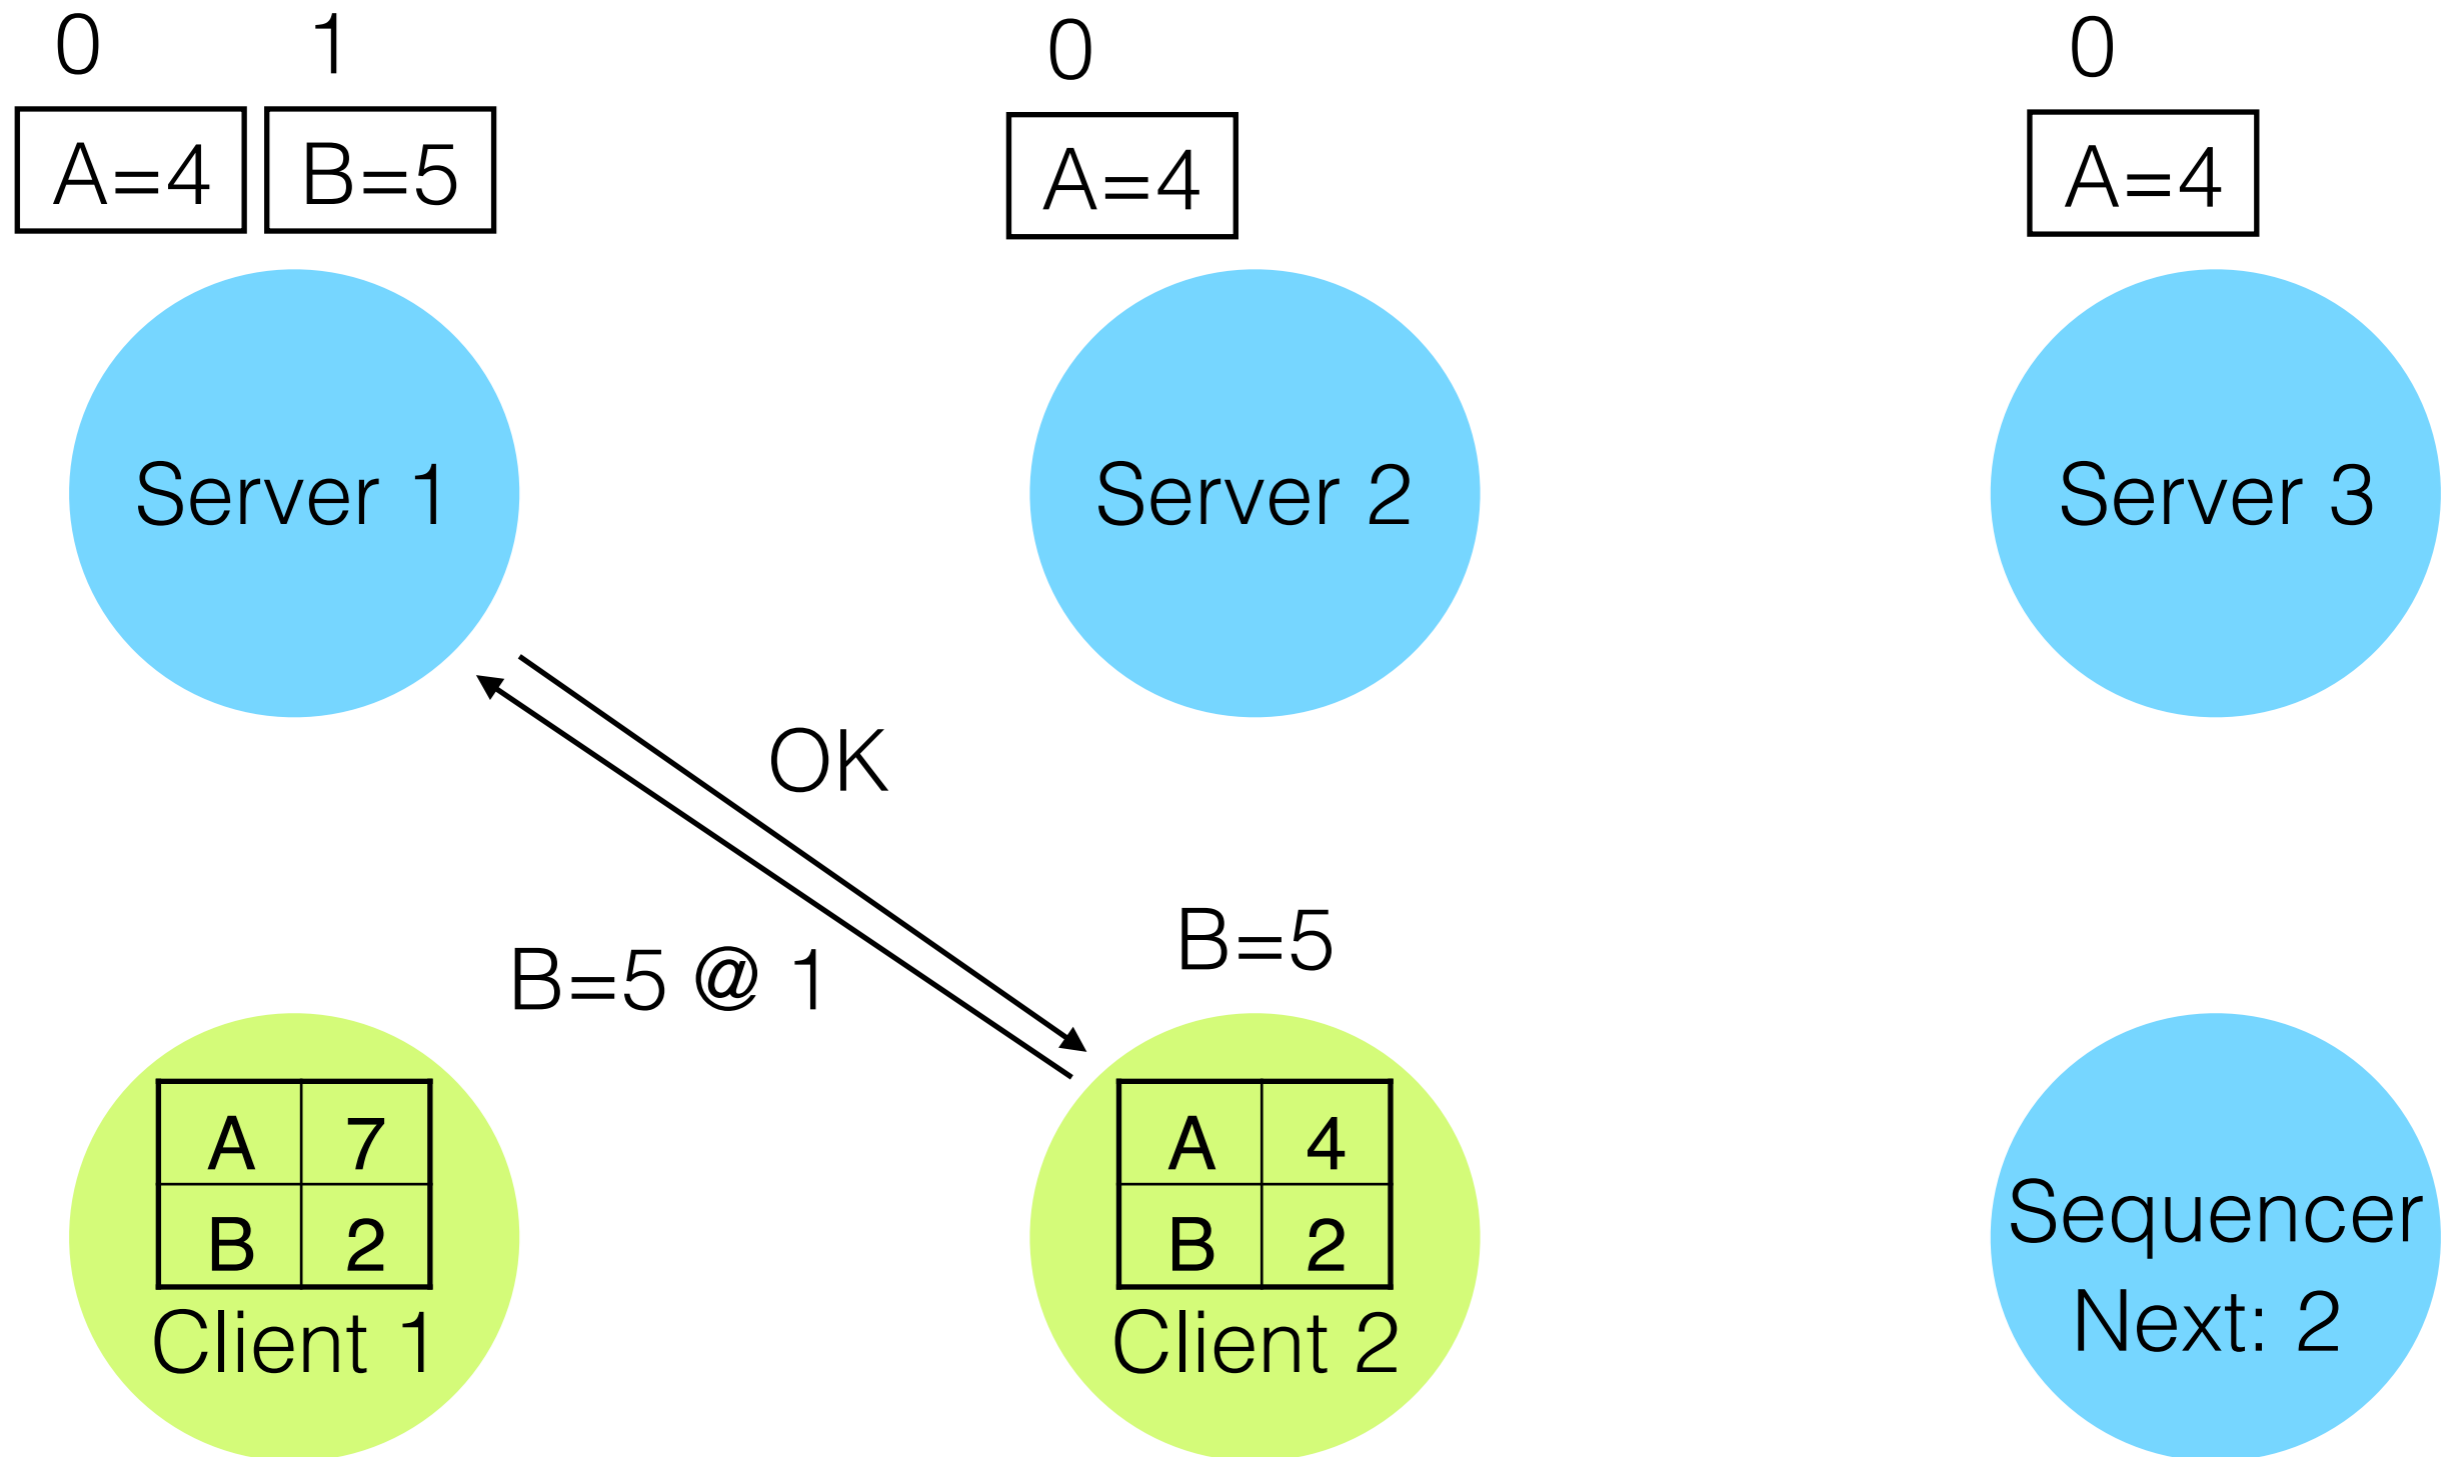 0 1 0 0
A=4 B=5 A=4 A=4
Server 1 Server 2 Server 3
OK
B=5
B=5 @ 1
A 7
B 2
Client 1
A 4
B 2
Client 2
Sequencer
Next: 2